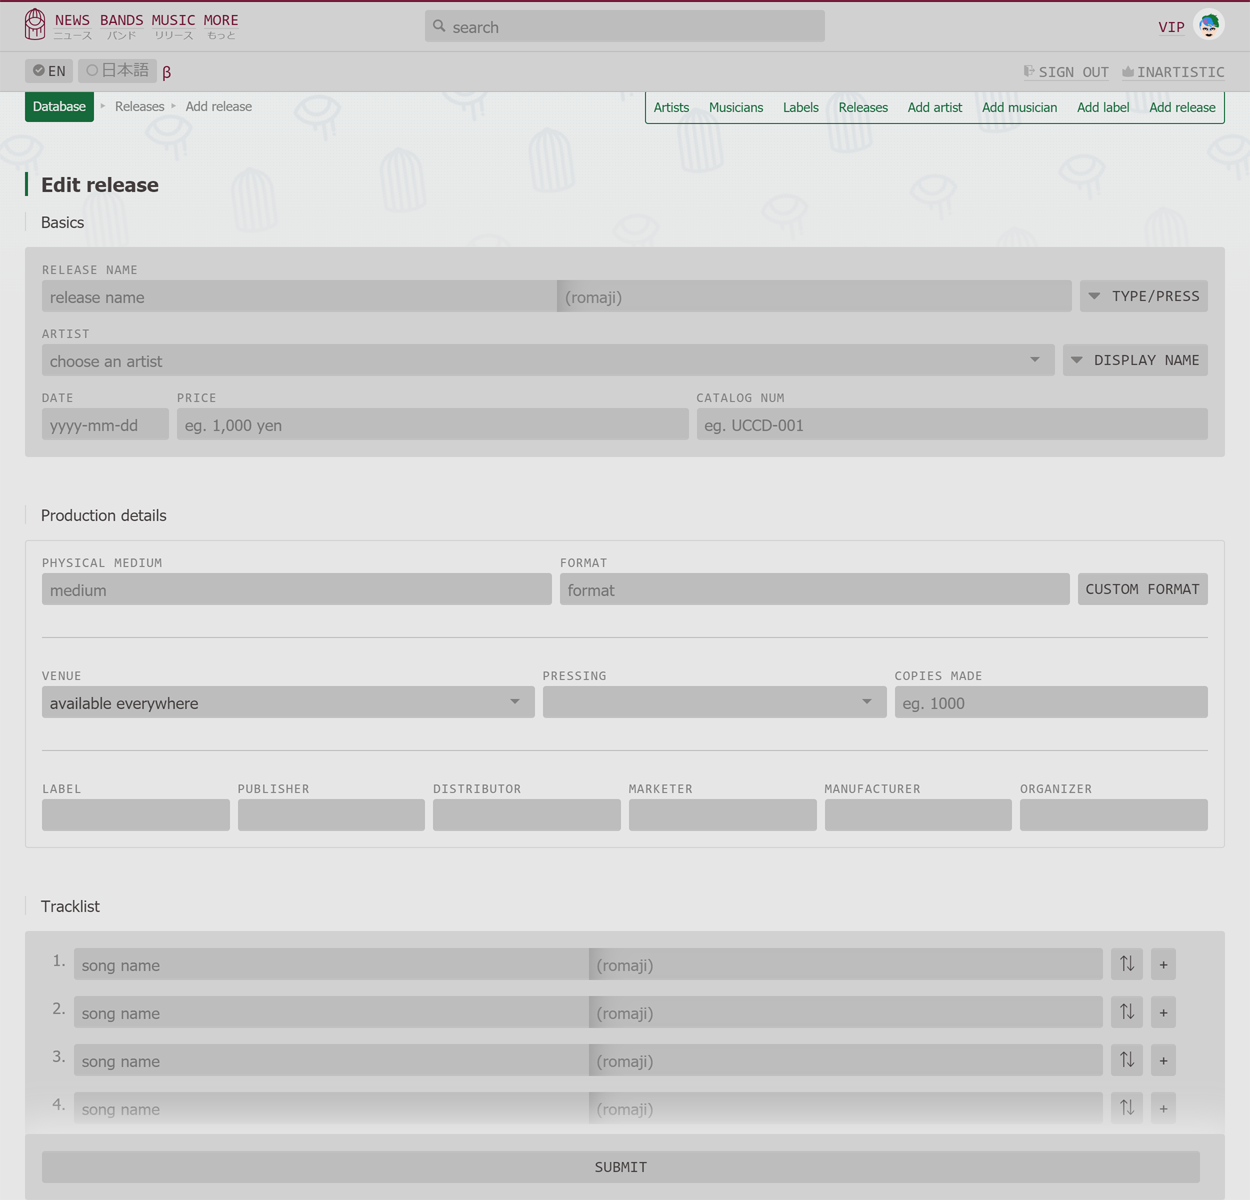 NEWS BANDS MUSIC MORE
ニュース バンド リリース もっと
search
VIP
EN 日本語 β
SIGN OUT INARTISTIC
Database Releases Add release
Artists Musicians Labels Releases Add artist Add musician Add label Add release
Edit release
Basics
RELEASE NAME
release name (romaji) TYPE/PRESS
ARTIST
choose an artist DISPLAY NAME
DATE PRICE CATALOG NUM
yyyy-mm-dd eg. 1,000 yen eg. UCCD-001
Production details
PHYSICAL MEDIUM FORMAT
medium format CUSTOM FORMAT
VENUE PRESSING COPIES MADE
available everywhere eg. 1000
LABEL PUBLISHER DISTRIBUTOR MARKETER MANUFACTURER ORGANIZER
Tracklist
1. song name (romaji) +
2. song name (romaji) +
3. song name (romaji) +
4. song name (romaji) +
SUBMIT